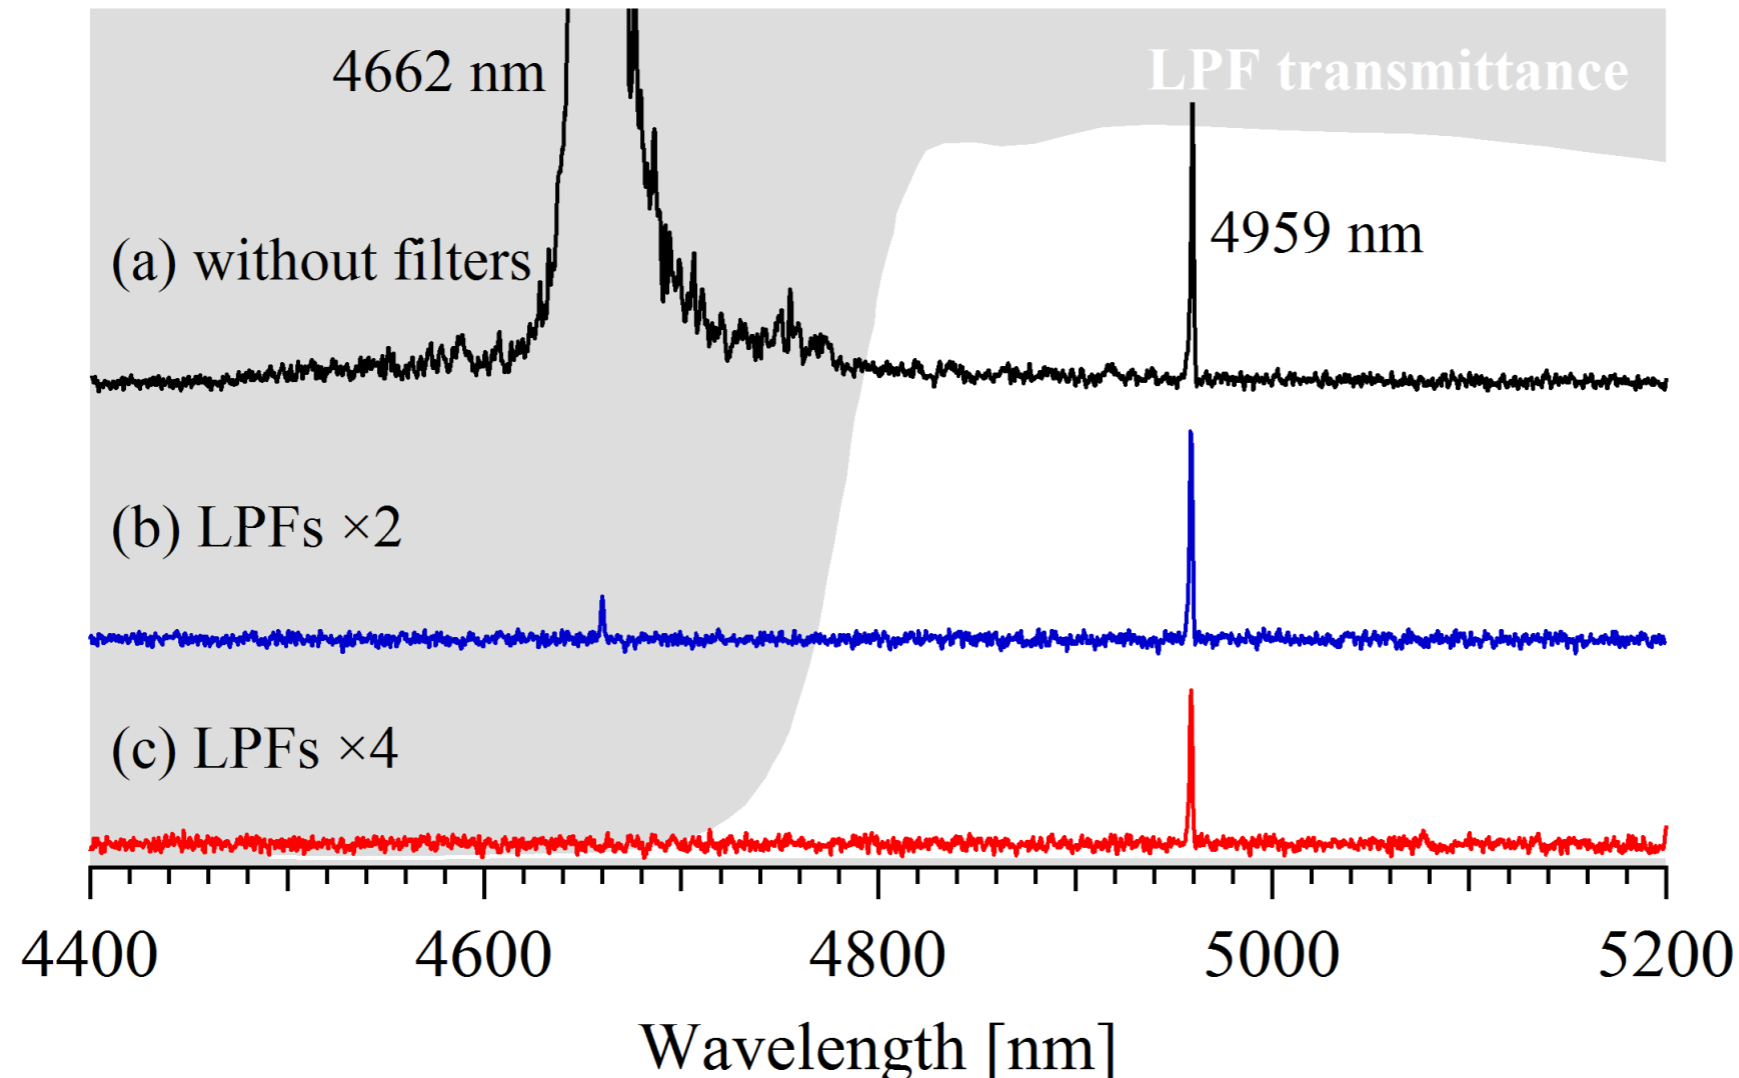 4662 nm
LPF transmittance
(a) without filters
4959 nm
(b) LPFs ×2
(c) LPFs ×4
4400 4600 4800 5000 5200
Wavelength [nm]